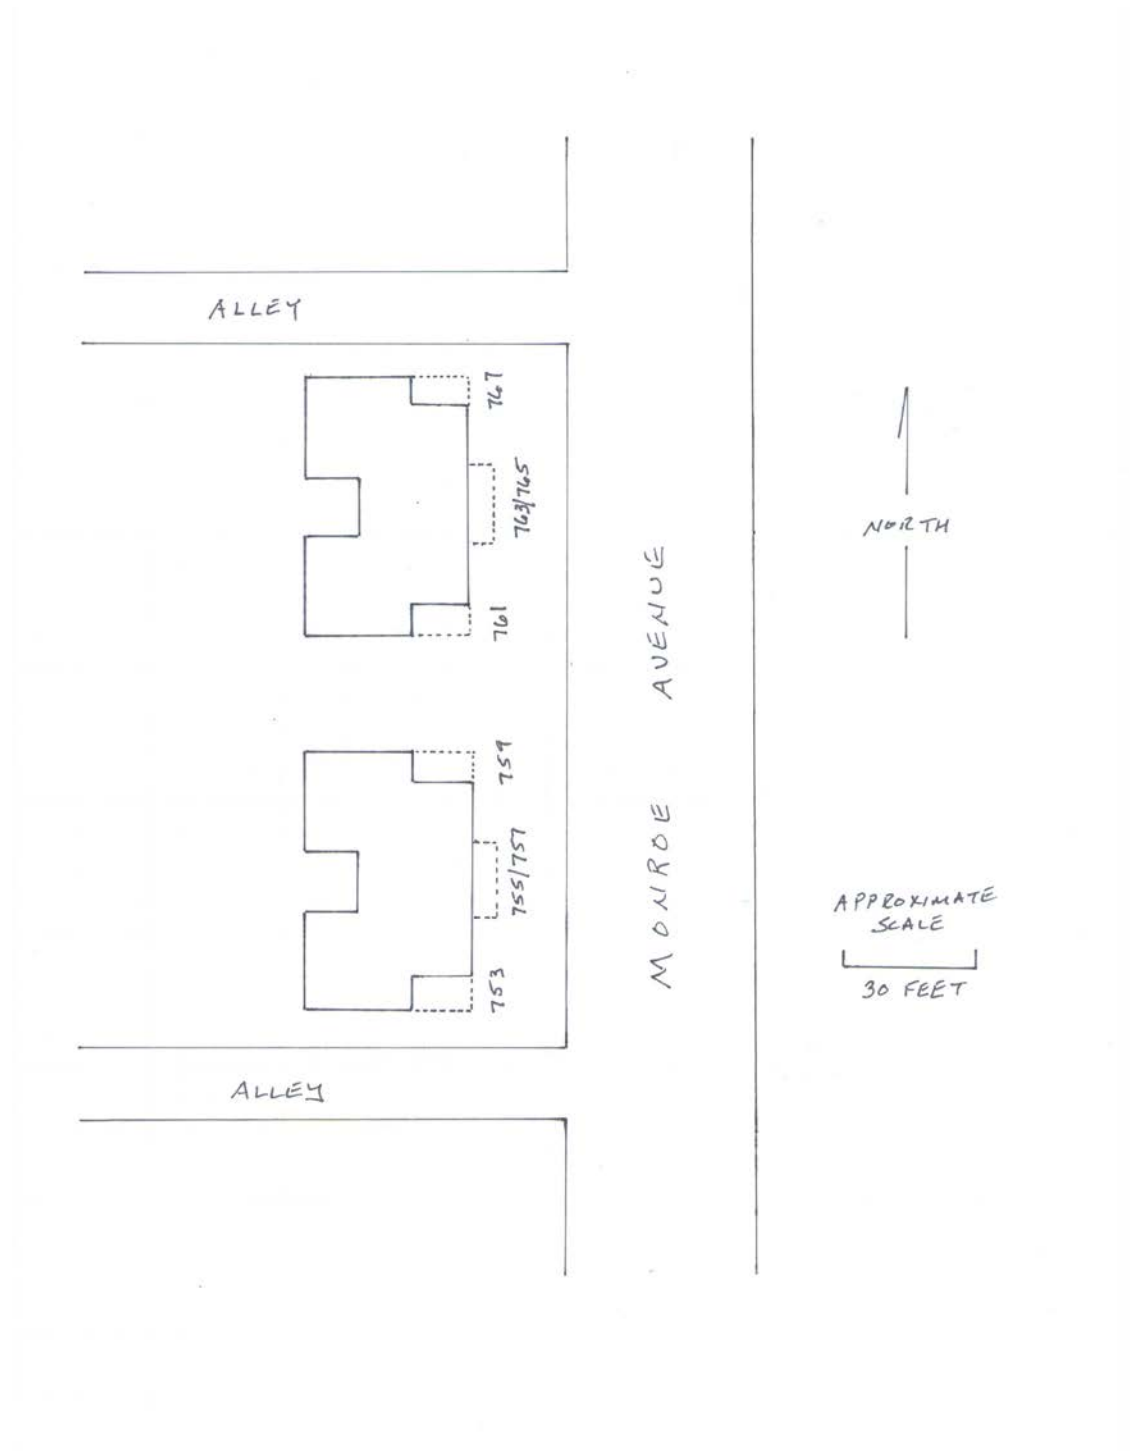 ALLEY
767
763/765
761
759
755/757
753
ALLEY
MONROE AVENUE
NORTH
APPROXIMATE
SCALE
30 FEET